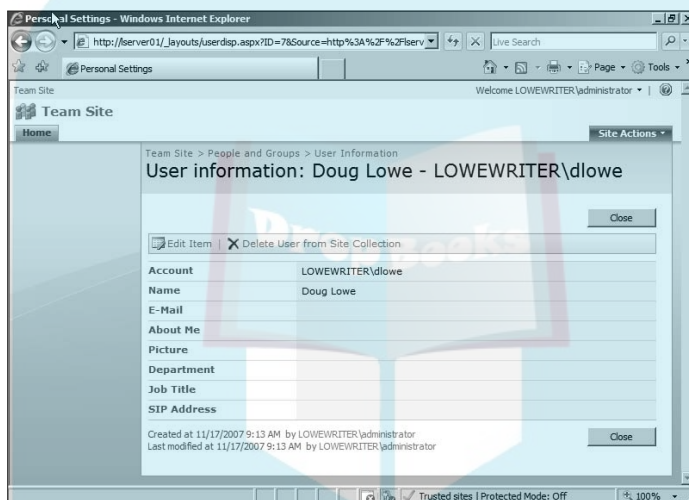 Personal Settings - Windows Internet Explorer
http://lserver01/_layouts/userdisp.aspx?ID=7&Source=http%3A%2F%2Flserv
Live Search
Personal Settings
Page
Tools
Team Site
Welcome LOWEWRITER\administrator
Team Site
Home
Site Actions
Team Site > People and Groups > User Information
User information: Doug Lowe - LOWEWRITER\dlowe
Close
Edit Item | Delete User from Site Collection
Account LOWEWRITER\dlowe
Name Doug Lowe
E-Mail
About Me
Picture
Department
Job Title
SIP Address
Created at 11/17/2007 9:13 AM by LOWEWRITER\administrator
Last modified at 11/17/2007 9:13 AM by LOWEWRITER\administrator
Close
Trusted sites | Protected Mode: Off
100%
DropBooks